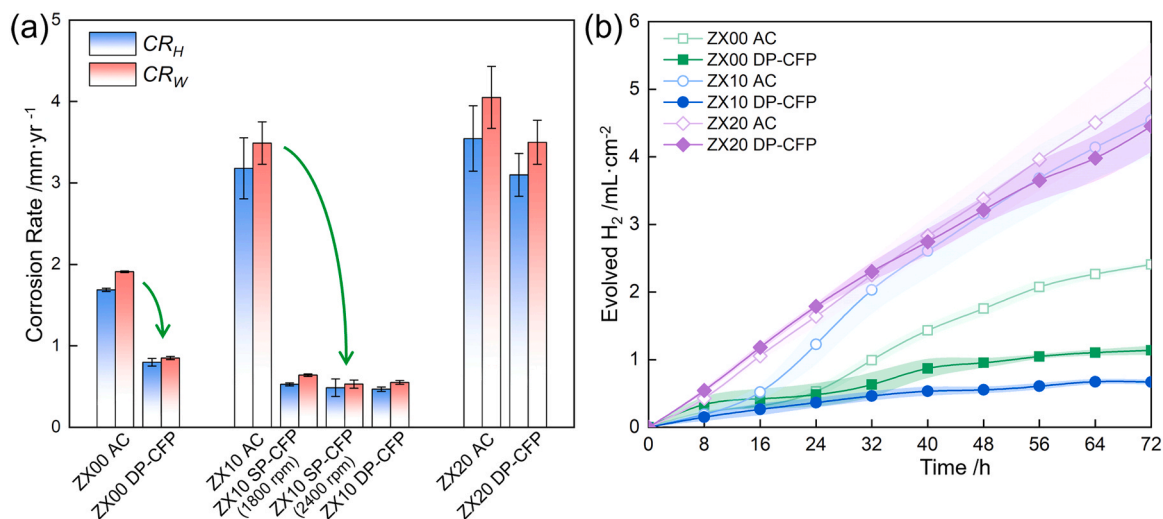 (a)
5
4
3
2
1
0
Corrosion Rate /mm·yr⁻¹
CR_H
CR_W
ZX00 AC
ZX00 DP-CFP
ZX10 AC
ZX10 SP-CFP
(1800 rpm)
ZX10 SP-CFP
(2400 rpm)
ZX10 DP-CFP
ZX20 AC
ZX20 DP-CFP
(b)
6
5
4
3
2
1
0
Evolved H₂ /mL·cm⁻²
ZX00 AC
ZX00 DP-CFP
ZX10 AC
ZX10 DP-CFP
ZX20 AC
ZX20 DP-CFP
0 8 16 24 32 40 48 56 64 72
Time /h